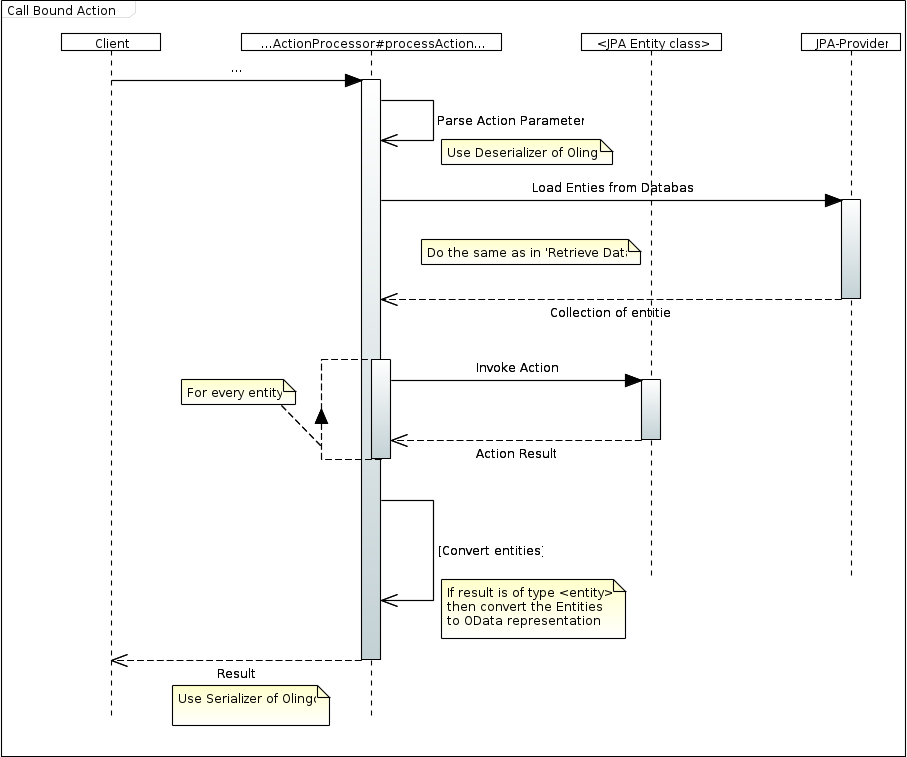 Call Bound Action
Client
...ActionProcessor#processAction...
<JPA Entity class>
JPA-Provider
...
Parse Action Parameter
Use Deserializer of Oling
Load Enties from Databas
Do the same as in 'Retrieve Data
Collection of entitie
Invoke Action
For every entity
Action Result
[Convert entities]
If result is of type <entity>
then convert the Entities
to OData representation
Result
Use Serializer of Olingo